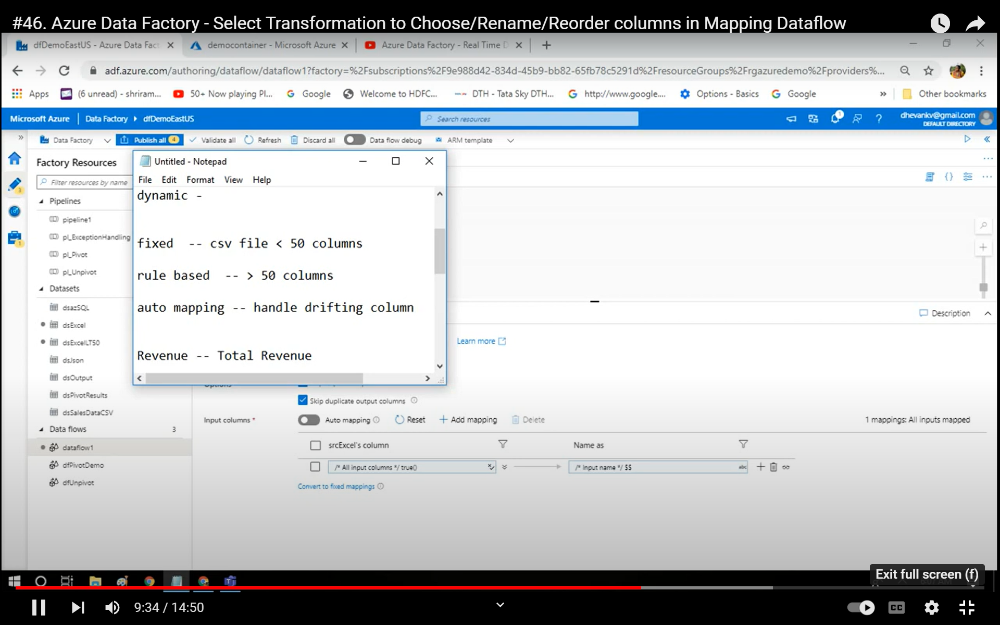 #46. Azure Data Factory - Select Transformation to Choose/Rename/Reorder columns in Mapping Dataflow
dfDemoEastUS - Azure Data Fact
democontainer - Microsoft Azure
Azure Data Factory - Real Time D
adf.azure.com/authoring/dataflow/dataflow1?factory=%2Fsubscriptions%2F9e988d42-834d-45b9-bb82-65fb78c5291d%2FresourceGroups%2Frgazuredemo%2Fproviders%...
Apps
(6 unread) - shriram...
50+ Now playing Pl...
Google
Welcome to HDFC...
DTH - Tata Sky DTH...
http://www.google....
Options - Basics
Google
»
Other bookmarks
Microsoft Azure
Data Factory
dfDemoEastUS
Search resources
1
dhevankv@gmail.com
DEFAULT DIRECTORY
Data Factory
Publish all 4
Validate all
Refresh
Discard all
Data flow debug
ARM template
Factory Resources
Filter resources by name
3
1
Pipelines
pipeline1
pl_ExceptionHandling
pl_Pivot
pl_Unpivot
Datasets
dsazSQL
dsExcel
dsExcelLT50
dsJson
dsOutput
dsPivotResults
dsSalesDataCSV
Data flows 3
dataflow1
dfPivotDemo
dfUnpivot
Untitled - Notepad
File Edit Format View Help
dynamic -
fixed -- csv file < 50 columns
rule based -- > 50 columns
auto mapping -- handle drifting column
Revenue -- Total Revenue
Description
Learn more
Skip duplicate output columns
Input columns *
Auto mapping
Reset
Add mapping
Delete
1 mappings: All inputs mapped
srcExcel's column
Name as
/* All input columns */ true()
/* Input name */ $$
abc
Convert to fixed mappings
Exit full screen (f)
9:34 / 14:50
CC